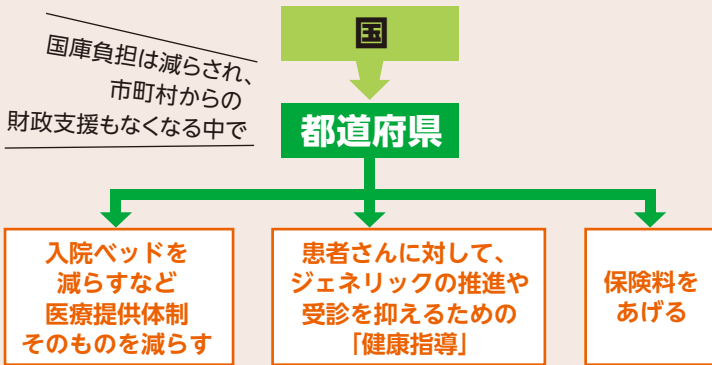 国庫負担は減らされ、
市町村からの
財政支援もなくなる中で
国
都道府県
入院ベッドを
減らすなど
医療提供体制
そのものを減らす
患者さんに対して、
ジェネリックの推進や
受診を抑えるための
「健康指導」
保険料を
あげる